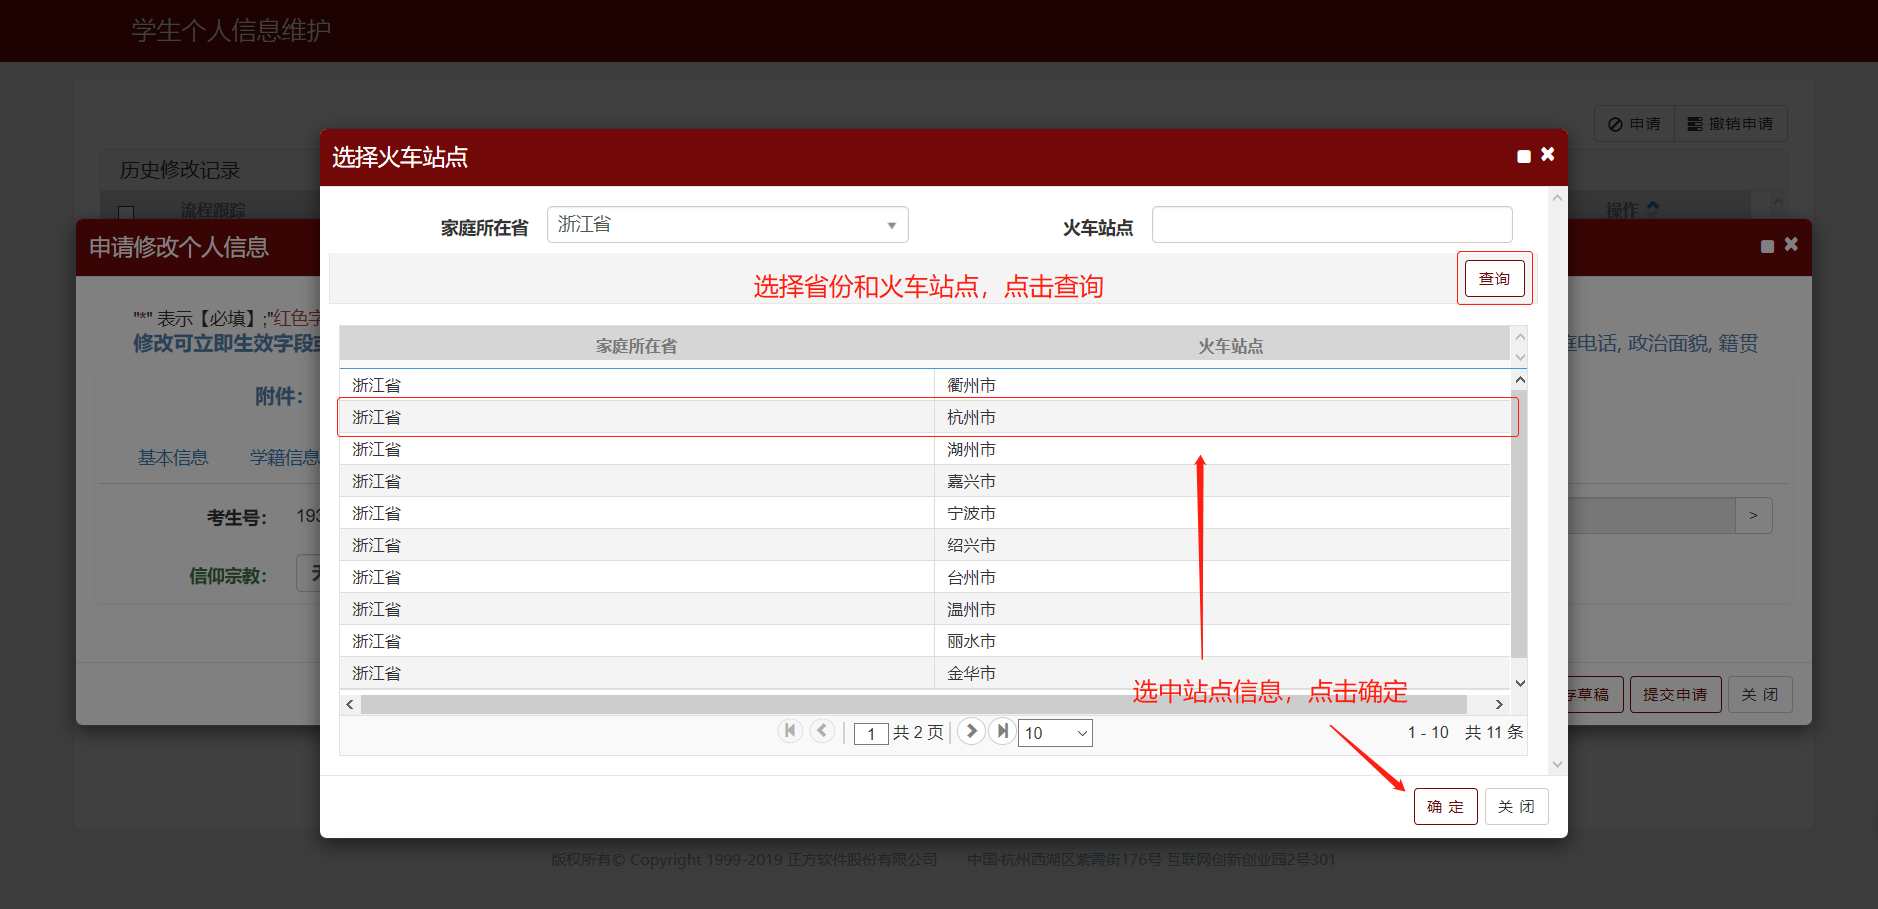 学生个人信息维护
申请 撤销申请
历史修改记录
流程跟踪 操作
选择火车站点
家庭所在省 浙江省 火车站点
申请修改个人信息
查询
选择省份和火车站点，点击查询
"*" 表示【必填】;"红色字
修改可立即生效字段
庭电话, 政治面貌, 籍贯
家庭所在省 火车站点
浙江省 衢州市
附件：
浙江省 杭州市
浙江省 湖州市
基本信息 学籍信息
浙江省 嘉兴市
浙江省 宁波市
考生号： 193 >
浙江省 绍兴市
浙江省 台州市
信仰宗教：
浙江省 温州市
浙江省 丽水市
浙江省 金华市
选中站点信息，点击确定
存草稿 提交申请 关 闭
1 共 2 页 10 1 - 10 共 11 条
确 定 关 闭
版权所有© Copyright 1999-2019 正方软件股份有限公司 中国·杭州西湖区紫霞街176号 互联网创新创业园2号301